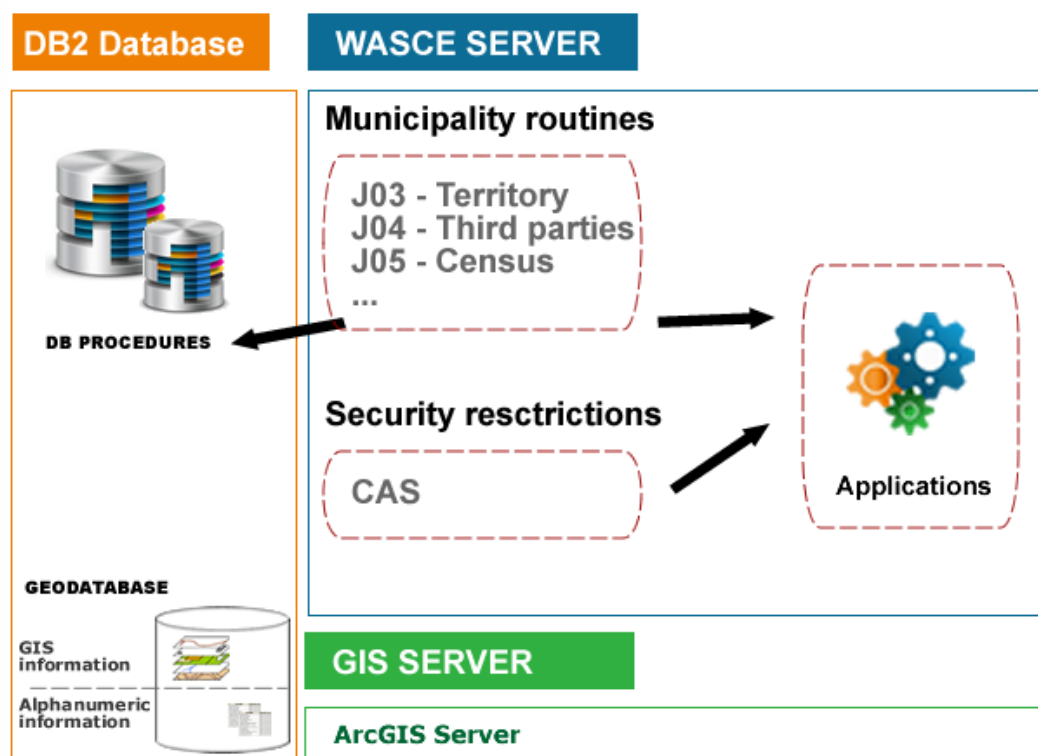 DB2 Database
WASCE SERVER
Municipality routines
J03 - Territory
J04 - Third parties
J05 - Census
...
DB PROCEDURES
Security resctrictions
CAS
Applications
GEODATABASE
GIS
information
Alphanumeric
information
GIS SERVER
ArcGIS Server